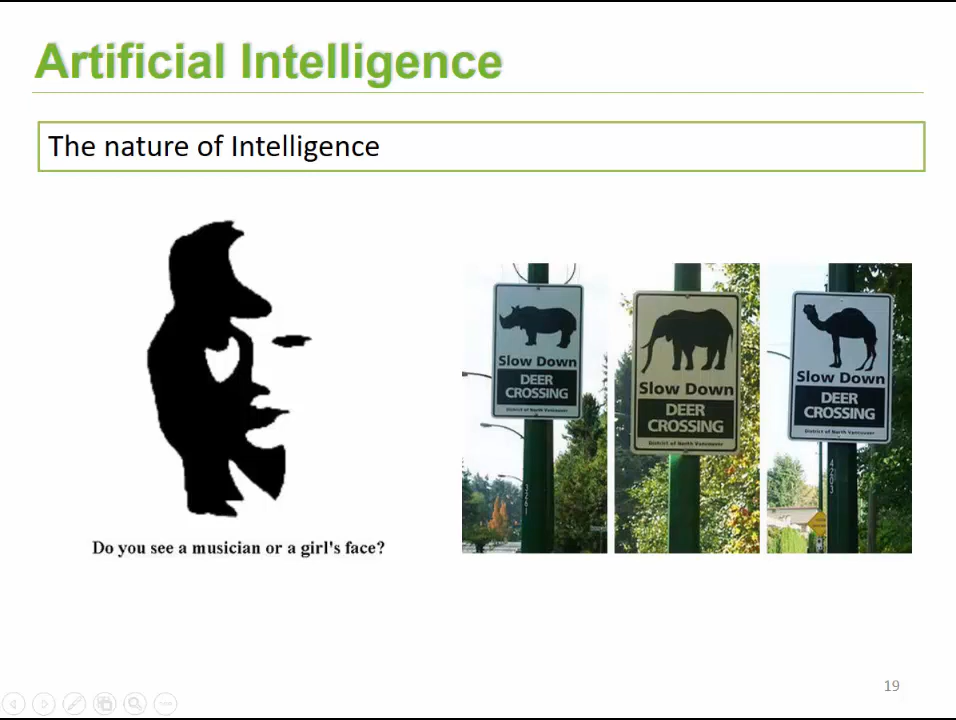 Artificial Intelligence
The nature of Intelligence
Do you see a musician or a girl's face?
Slow Down
DEER
CROSSING
District of North Vancouver
3261
Slow Down
DEER
CROSSING
District of North Vancouver
Slow Down
DEER
CROSSING
District of North Vancouver
4203
19